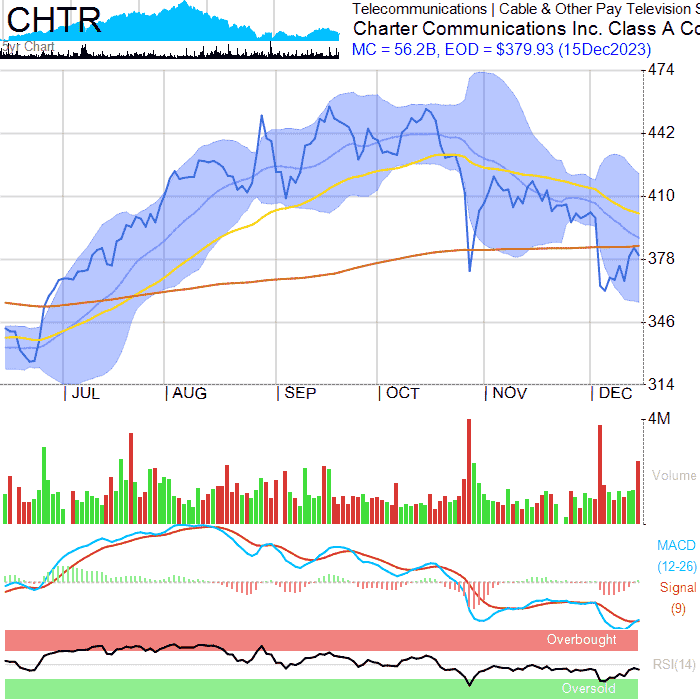 CHTR
5yr Chart
Telecommunications | Cable & Other Pay Television S
Charter Communications Inc. Class A Co
MC = 56.2B, EOD = $379.93 (15Dec2023)
474
442
410
378
346
314
JUL
AUG
SEP
OCT
NOV
DEC
4M
Volume
MACD
(12-26)
Signal
(9)
Overbought
RSI(14)
Oversold